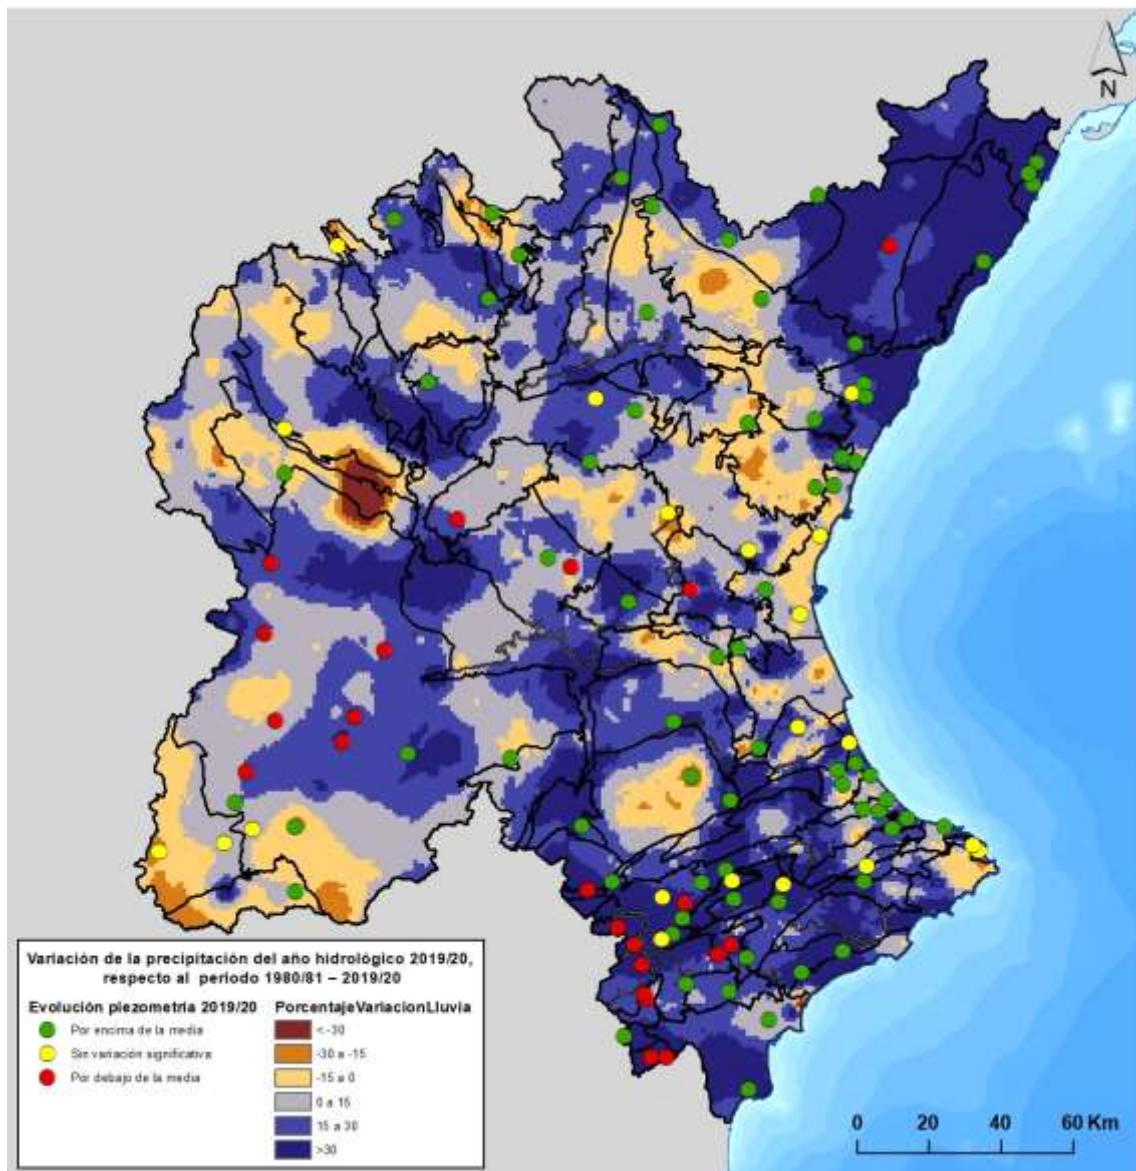 N
Variación de la precipitación del año hidrológico 2019/20,
respecto al periodo 1980/81 – 2019/20
Evolución piezometría 2019/20
Por encima de la media
Sin variación significativa
Por debajo de la media
PorcentajeVariacionLluvia
< -30
-30 a -15
-15 a 0
0 a 15
15 a 30
>30
0 20 40 60 Km